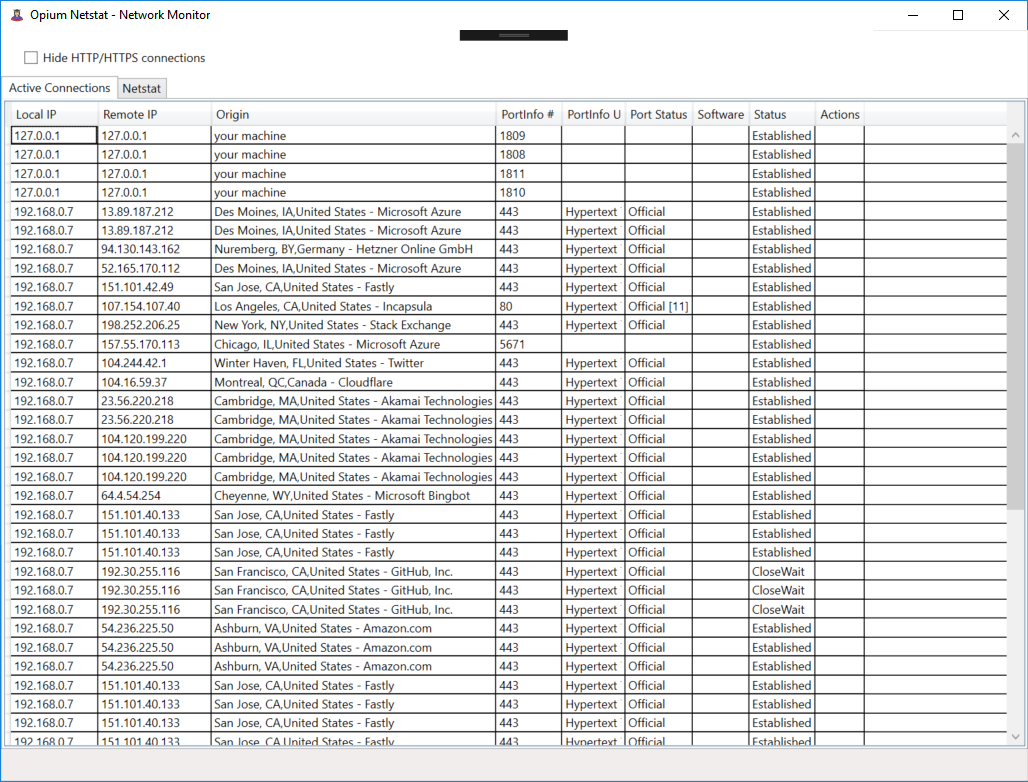 Opium Netstat - Network Monitor
Hide HTTP/HTTPS connections
Active Connections Netstat
Local IP Remote IP Origin PortInfo # PortInfo U Port Status Software Status Actions
127.0.0.1 127.0.0.1 your machine 1809 Established
127.0.0.1 127.0.0.1 your machine 1808 Established
127.0.0.1 127.0.0.1 your machine 1811 Established
127.0.0.1 127.0.0.1 your machine 1810 Established
192.168.0.7 13.89.187.212 Des Moines, IA,United States - Microsoft Azure 443 Hypertext Official Established
192.168.0.7 13.89.187.212 Des Moines, IA,United States - Microsoft Azure 443 Hypertext Official Established
192.168.0.7 94.130.143.162 Nuremberg, BY,Germany - Hetzner Online GmbH 443 Hypertext Official Established
192.168.0.7 52.165.170.112 Des Moines, IA,United States - Microsoft Azure 443 Hypertext Official Established
192.168.0.7 151.101.42.49 San Jose, CA,United States - Fastly 443 Hypertext Official Established
192.168.0.7 107.154.107.40 Los Angeles, CA,United States - Incapsula 80 Hypertext Official [11] Established
192.168.0.7 198.252.206.25 New York, NY,United States - Stack Exchange 443 Hypertext Official Established
192.168.0.7 157.55.170.113 Chicago, IL,United States - Microsoft Azure 5671 Established
192.168.0.7 104.244.42.1 Winter Haven, FL,United States - Twitter 443 Hypertext Official Established
192.168.0.7 104.16.59.37 Montreal, QC,Canada - Cloudflare 443 Hypertext Official Established
192.168.0.7 23.56.220.218 Cambridge, MA,United States - Akamai Technologies 443 Hypertext Official Established
192.168.0.7 23.56.220.218 Cambridge, MA,United States - Akamai Technologies 443 Hypertext Official Established
192.168.0.7 104.120.199.220 Cambridge, MA,United States - Akamai Technologies 443 Hypertext Official Established
192.168.0.7 104.120.199.220 Cambridge, MA,United States - Akamai Technologies 443 Hypertext Official Established
192.168.0.7 104.120.199.220 Cambridge, MA,United States - Akamai Technologies 443 Hypertext Official Established
192.168.0.7 64.4.54.254 Cheyenne, WY,United States - Microsoft Bingbot 443 Hypertext Official Established
192.168.0.7 151.101.40.133 San Jose, CA,United States - Fastly 443 Hypertext Official Established
192.168.0.7 151.101.40.133 San Jose, CA,United States - Fastly 443 Hypertext Official Established
192.168.0.7 151.101.40.133 San Jose, CA,United States - Fastly 443 Hypertext Official Established
192.168.0.7 192.30.255.116 San Francisco, CA,United States - GitHub, Inc. 443 Hypertext Official CloseWait
192.168.0.7 192.30.255.116 San Francisco, CA,United States - GitHub, Inc. 443 Hypertext Official CloseWait
192.168.0.7 192.30.255.116 San Francisco, CA,United States - GitHub, Inc. 443 Hypertext Official CloseWait
192.168.0.7 54.236.225.50 Ashburn, VA,United States - Amazon.com 443 Hypertext Official Established
192.168.0.7 54.236.225.50 Ashburn, VA,United States - Amazon.com 443 Hypertext Official Established
192.168.0.7 54.236.225.50 Ashburn, VA,United States - Amazon.com 443 Hypertext Official Established
192.168.0.7 151.101.40.133 San Jose, CA,United States - Fastly 443 Hypertext Official Established
192.168.0.7 151.101.40.133 San Jose, CA,United States - Fastly 443 Hypertext Official Established
192.168.0.7 151.101.40.133 San Jose, CA,United States - Fastly 443 Hypertext Official Established
192.168.0.7 151.101.40.133 San Jose, CA,United States - Fastly 443 Hypertext Official Established